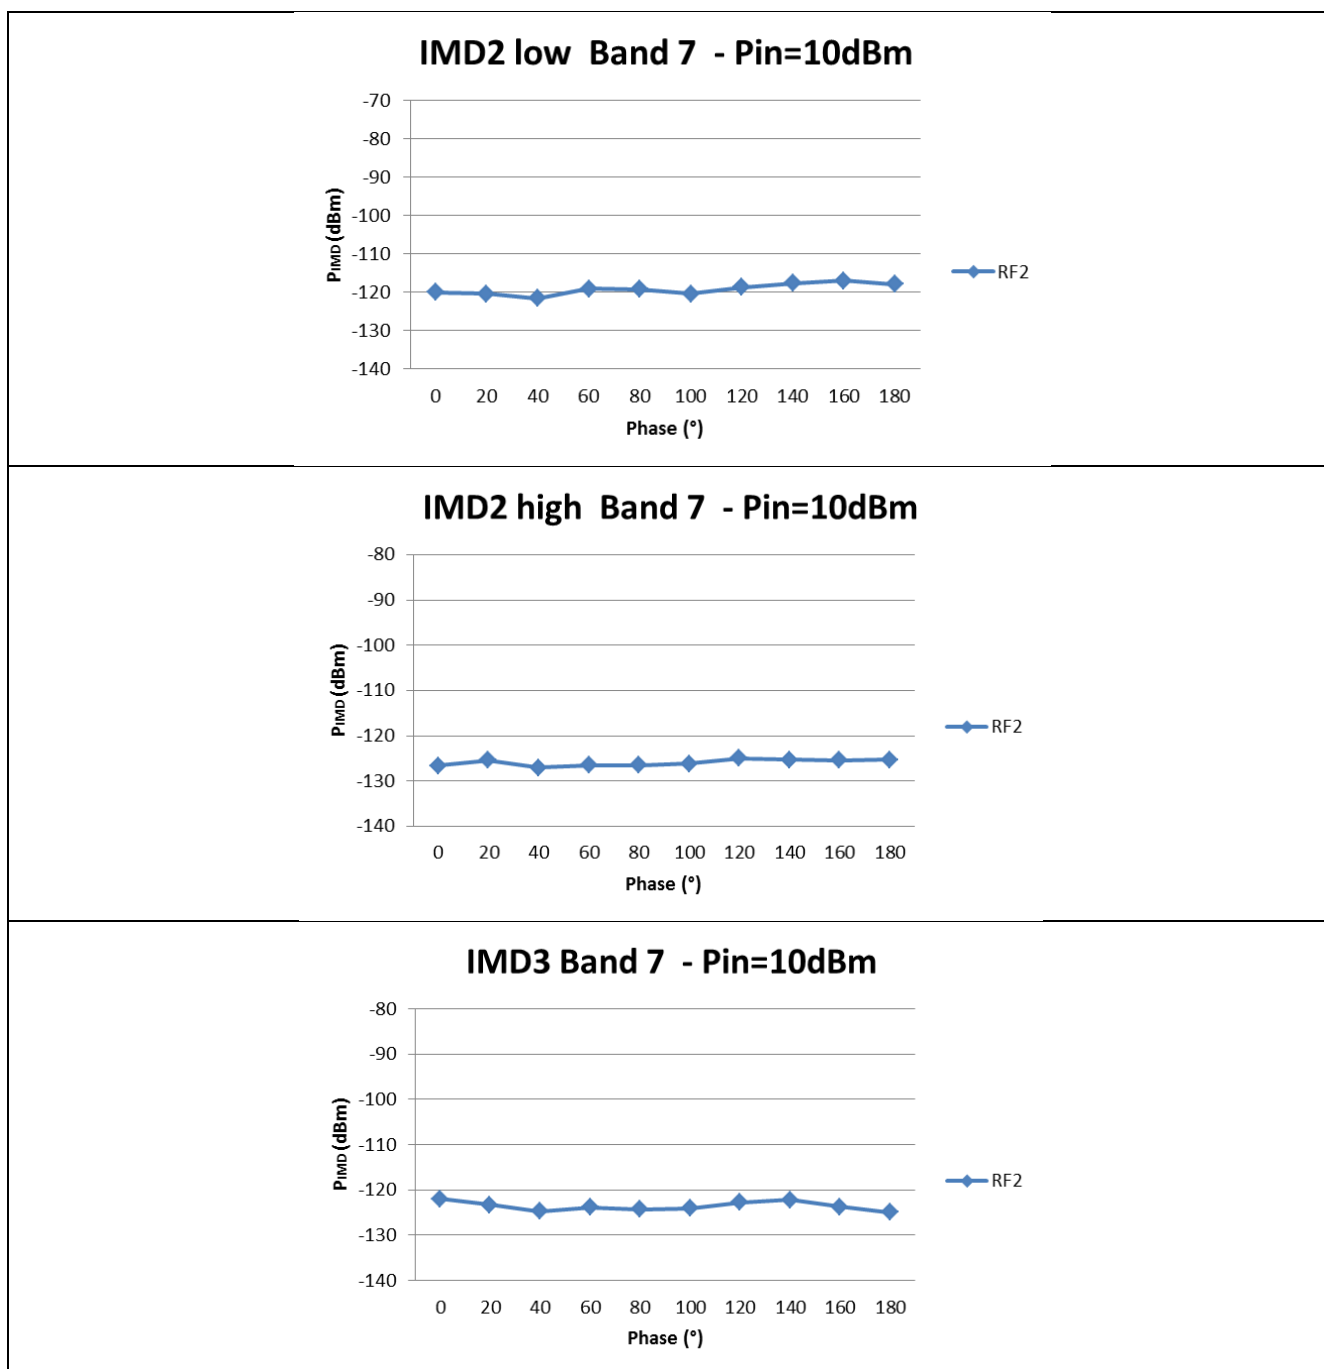 IMD2 low  Band 7  - Pin=10dBm
-70
-80
-90
-100
-110
-120
-130
-140
PIMD (dBm)
0 20 40 60 80 100 120 140 160 180
Phase (°)
RF2
IMD2 high  Band 7  - Pin=10dBm
-80
-90
-100
-110
-120
-130
-140
PIMD (dBm)
0 20 40 60 80 100 120 140 160 180
Phase (°)
RF2
IMD3 Band 7  - Pin=10dBm
-80
-90
-100
-110
-120
-130
-140
PIMD (dBm)
0 20 40 60 80 100 120 140 160 180
Phase (°)
RF2